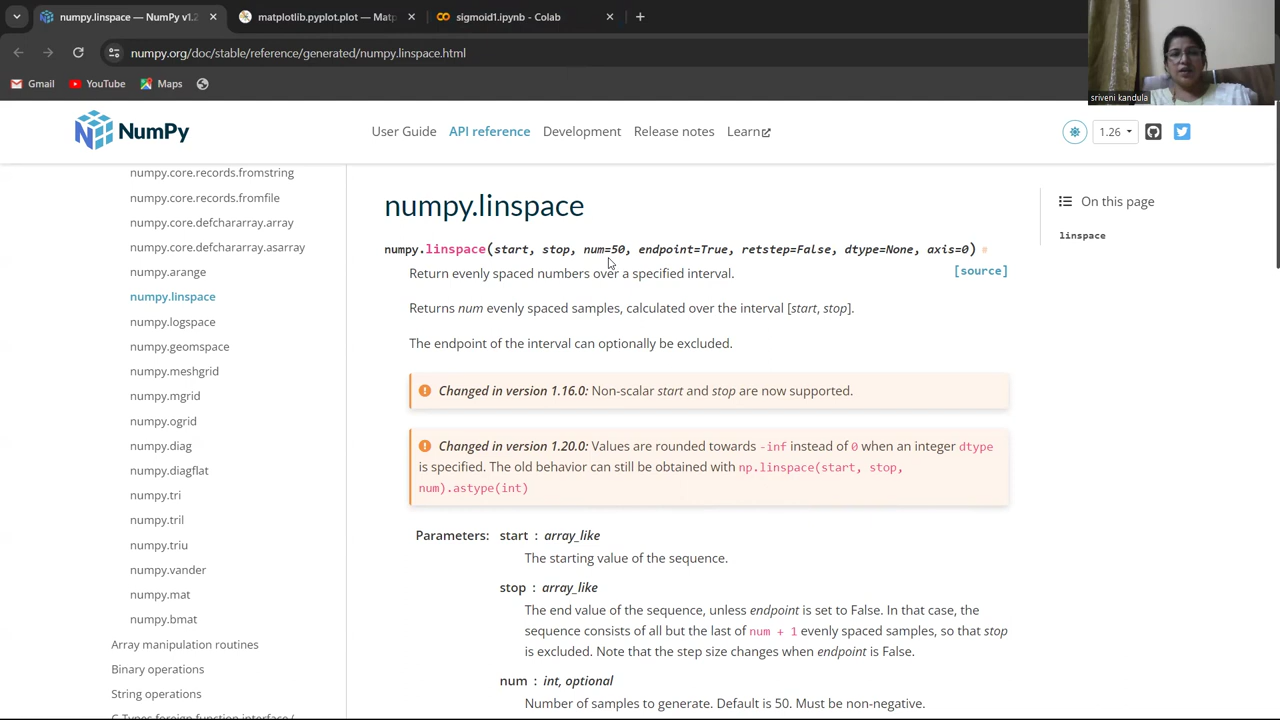 numpy.linspace — NumPy v1.2
matplotlib.pyplot.plot — Matp
sigmoid1.ipynb - Colab
numpy.org/doc/stable/reference/generated/numpy.linspace.html
Gmail
YouTube
Maps
sriveni kandula
NumPy
User Guide
API reference
Development
Release notes
Learn
1.26
numpy.core.records.fromstring
numpy.core.records.fromfile
numpy.core.defchararray.array
numpy.core.defchararray.asarray
numpy.arange
numpy.linspace
numpy.logspace
numpy.geomspace
numpy.meshgrid
numpy.mgrid
numpy.ogrid
numpy.diag
numpy.diagflat
numpy.tri
numpy.tril
numpy.triu
numpy.vander
numpy.mat
numpy.bmat
Array manipulation routines
Binary operations
String operations
C-Types foreign function interface (
numpy.linspace
numpy.linspace(start, stop, num=50, endpoint=True, retstep=False, dtype=None, axis=0) #
[source]
Return evenly spaced numbers over a specified interval.
Returns num evenly spaced samples, calculated over the interval [start, stop].
The endpoint of the interval can optionally be excluded.
Changed in version 1.16.0: Non-scalar start and stop are now supported.
Changed in version 1.20.0: Values are rounded towards -inf instead of 0 when an integer dtype
is specified. The old behavior can still be obtained with np.linspace(start, stop,
num).astype(int)
Parameters: start : array_like
The starting value of the sequence.
stop : array_like
The end value of the sequence, unless endpoint is set to False. In that case, the
sequence consists of all but the last of num + 1 evenly spaced samples, so that stop
is excluded. Note that the step size changes when endpoint is False.
num : int, optional
Number of samples to generate. Default is 50. Must be non-negative.
On this page
linspace